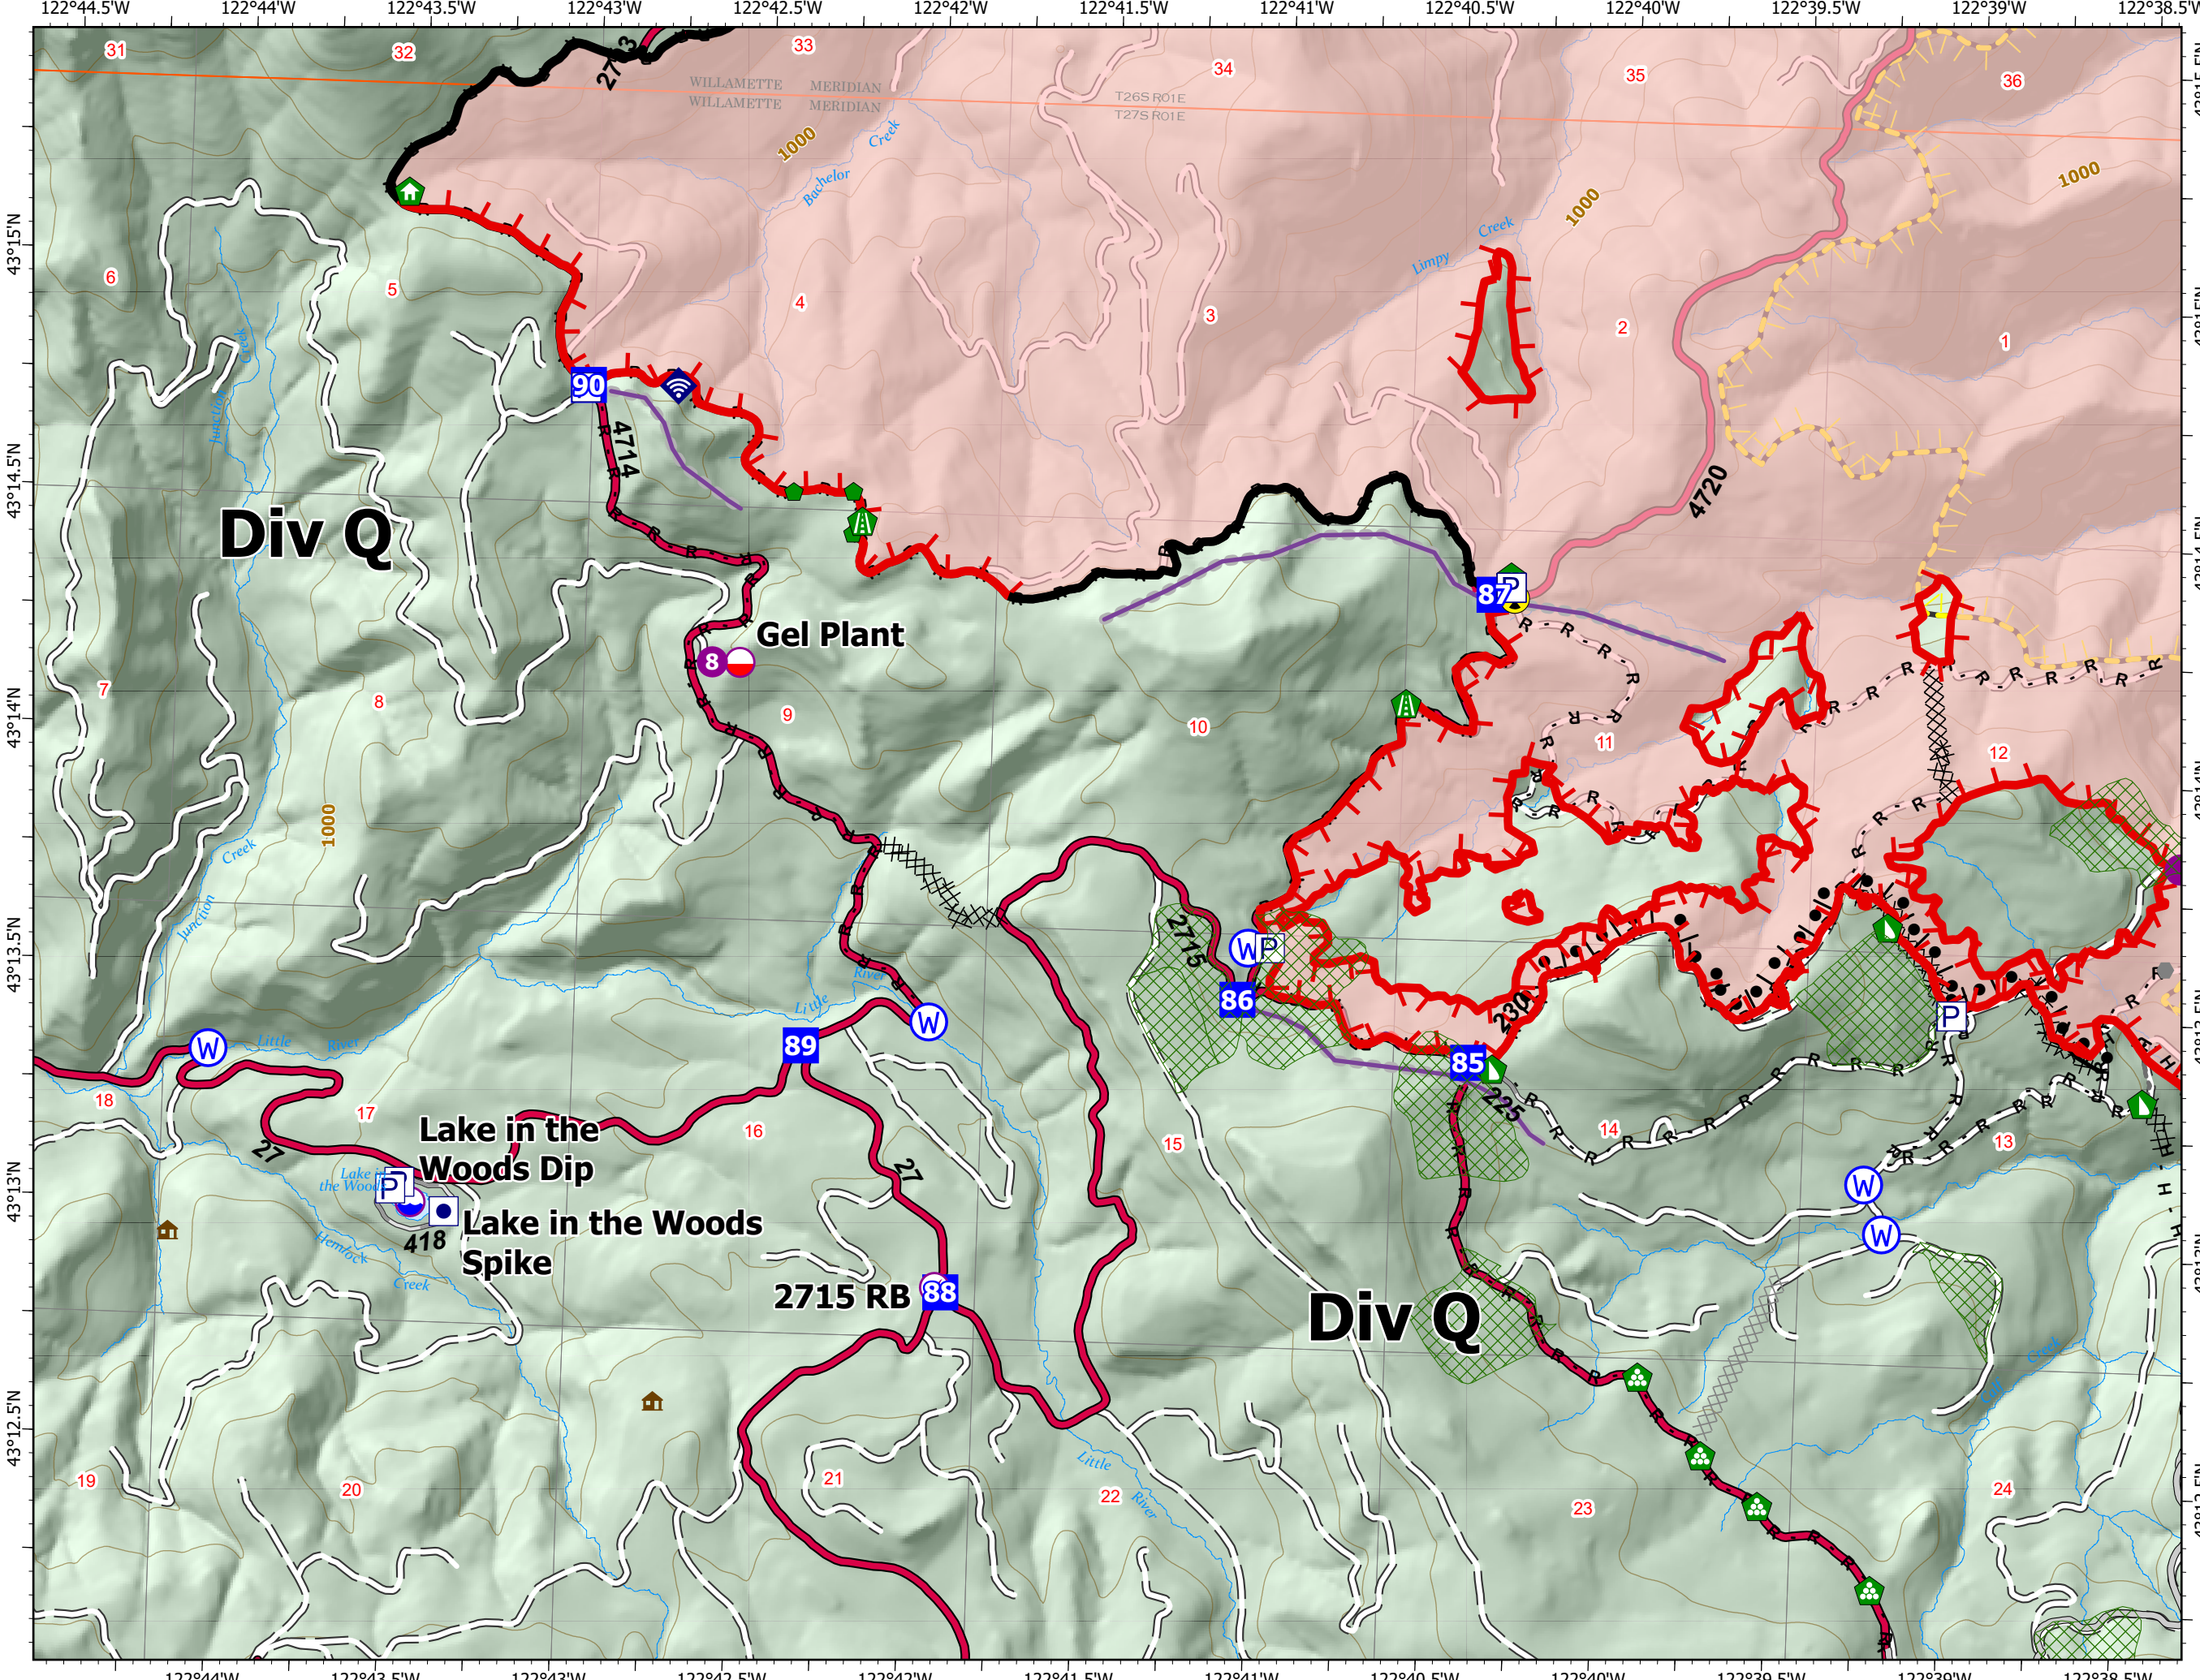 122°44.5'W 122°44'W 122°43.5'W 122°43'W 122°42.5'W 122°42'W 122°41.5'W 122°41'W 122°40.5'W 122°40'W 122°39.5'W 122°39'W 122°38.5'W
31 32 33 34 35 36
WILLAMETTE MERIDIAN
WILLAMETTE MERIDIAN
T26S R01E
T27S R01E
1000
Bachelor
Creek
1000
1000
Limpy Creek
43°15'N
6 5 4 3 2 1
Junction Creek
90
4714
43°14.5'N
4720
Div Q
87 P
Gel Plant
8
43°14'N
7 8 9 10 11 12
1000
Junction Creek
2715
43°13.5'N
W P
86
Little River
W
230
P
89
85
W
Little River
225
18 17 16 15 14 13
27
Lake in the
Woods Dip
Lake in
the Woods
P
27
43°13'N
W
W
418
Lake in the Woods
Spike
Hemlock
Creek
2715 RB
88
Div Q
Creek
43°12.5'N
Little
River
19 20 21 22 23 24
122°44'W 122°43.5'W 122°43'W 122°42.5'W 122°42'W 122°41.5'W 122°41'W 122°40.5'W 122°40'W 122°39.5'W 122°39'W 122°38.5'W